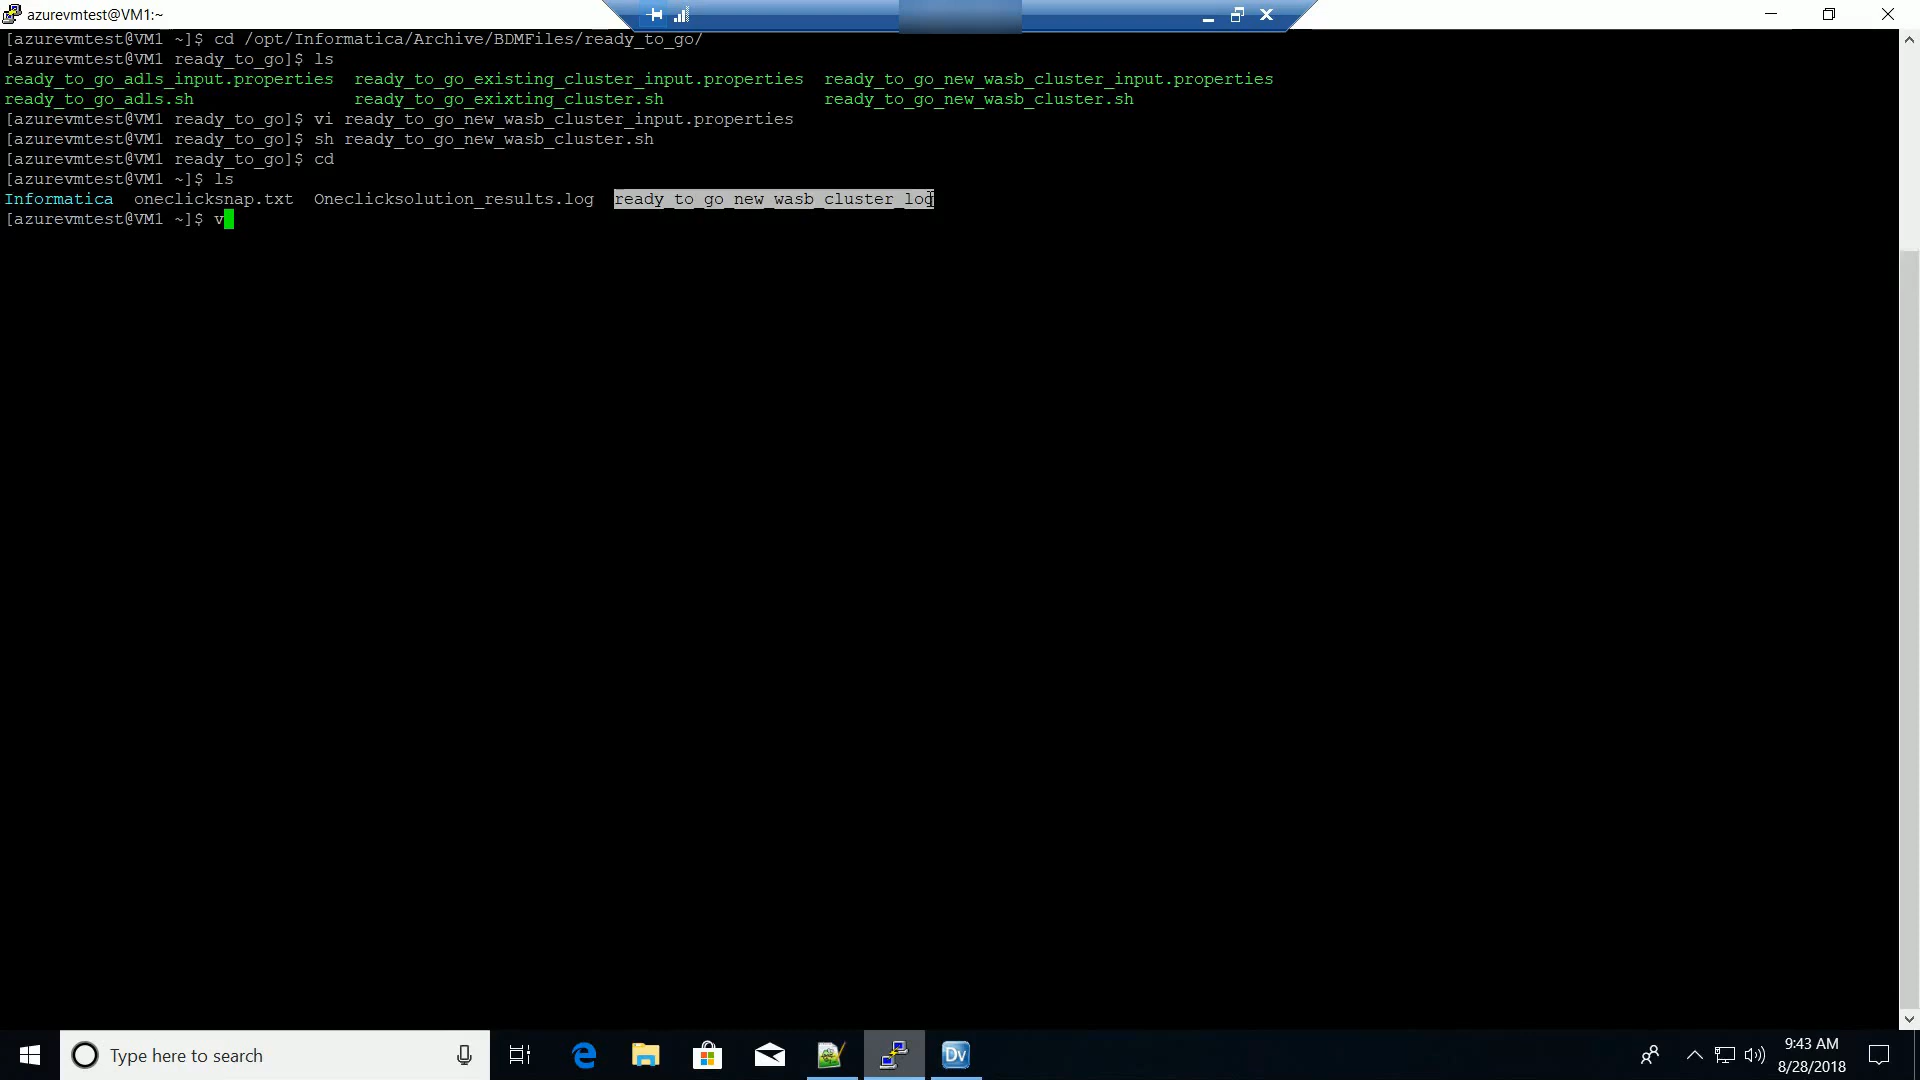 azurevmtest@VM1:~
[azurevmtest@VM1 ~]$ cd /opt/Informatica/Archive/BDMFiles/ready_to_go/
[azurevmtest@VM1 ready_to_go]$ ls
ready_to_go_adls_input.properties ready_to_go_existing_cluster_input.properties ready_to_go_new_wasb_cluster_input.properties
ready_to_go_adls.sh ready_to_go_exixting_cluster.sh ready_to_go_new_wasb_cluster.sh
[azurevmtest@VM1 ready_to_go]$ vi ready_to_go_new_wasb_cluster_input.properties
[azurevmtest@VM1 ready_to_go]$ sh ready_to_go_new_wasb_cluster.sh
[azurevmtest@VM1 ready_to_go]$ cd
[azurevmtest@VM1 ~]$ ls
Informatica oneclicksnap.txt Oneclicksolution_results.log ready_to_go_new_wasb_cluster_log
[azurevmtest@VM1 ~]$ v
Type here to search
Dv
9:43 AM
8/28/2018